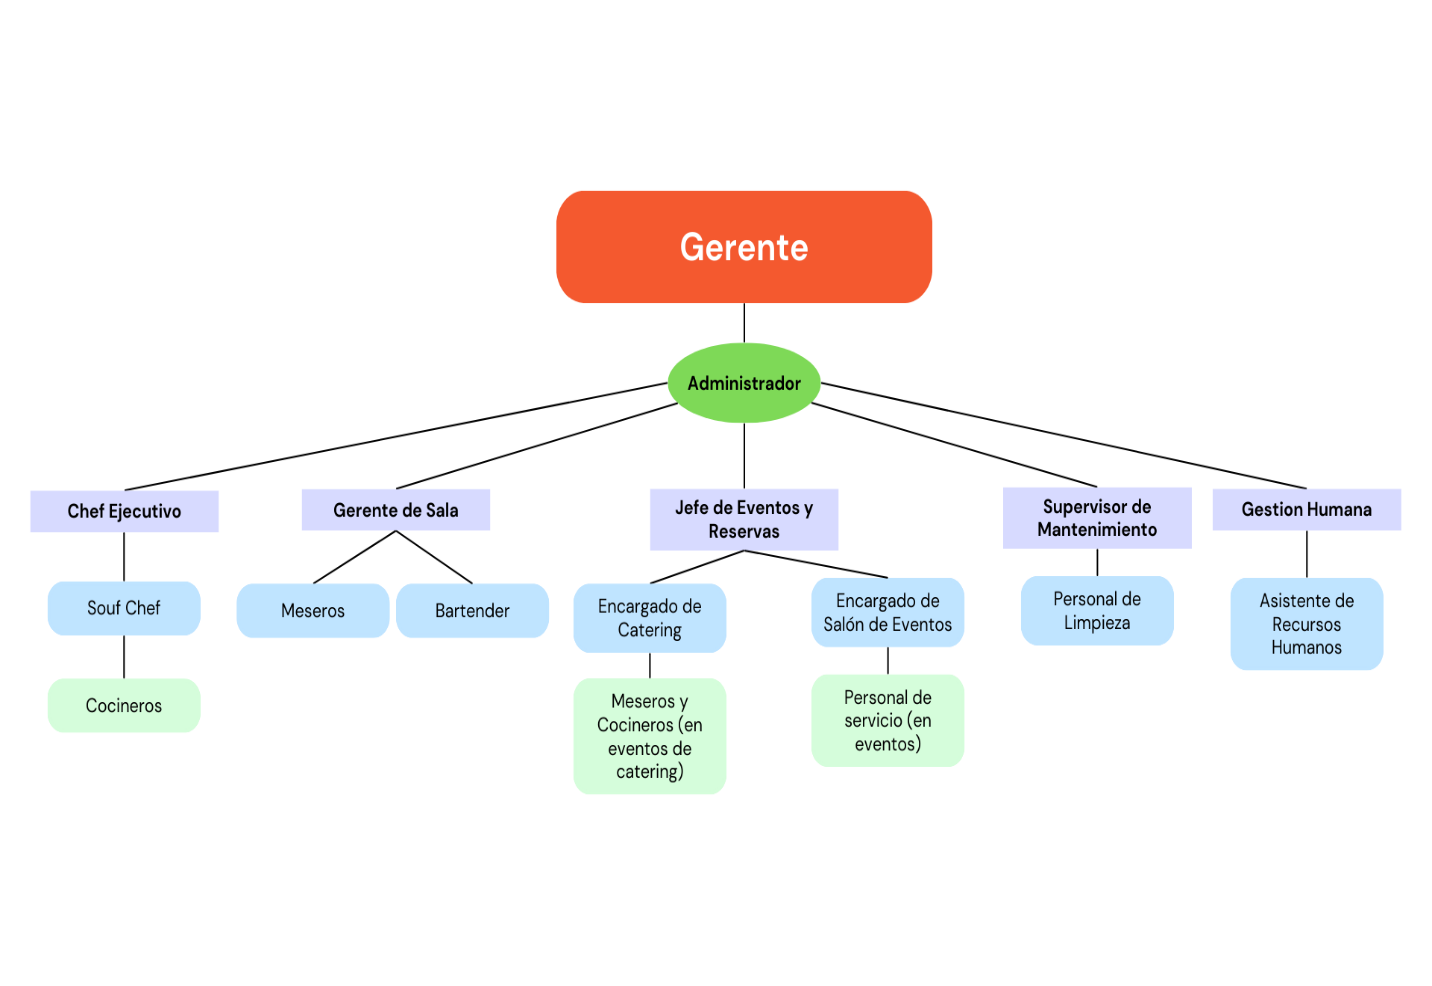 Gerente
Administrador
Chef Ejecutivo
Gerente de Sala
Jefe de Eventos y
Reservas
Supervisor de
Mantenimiento
Gestion Humana
Souf Chef
Meseros
Bartender
Encargado de
Catering
Encargado de
Salón de Eventos
Personal de
Limpieza
Asistente de
Recursos
Humanos
Cocineros
Meseros y
Cocineros (en
eventos de
catering)
Personal de
servicio (en
eventos)